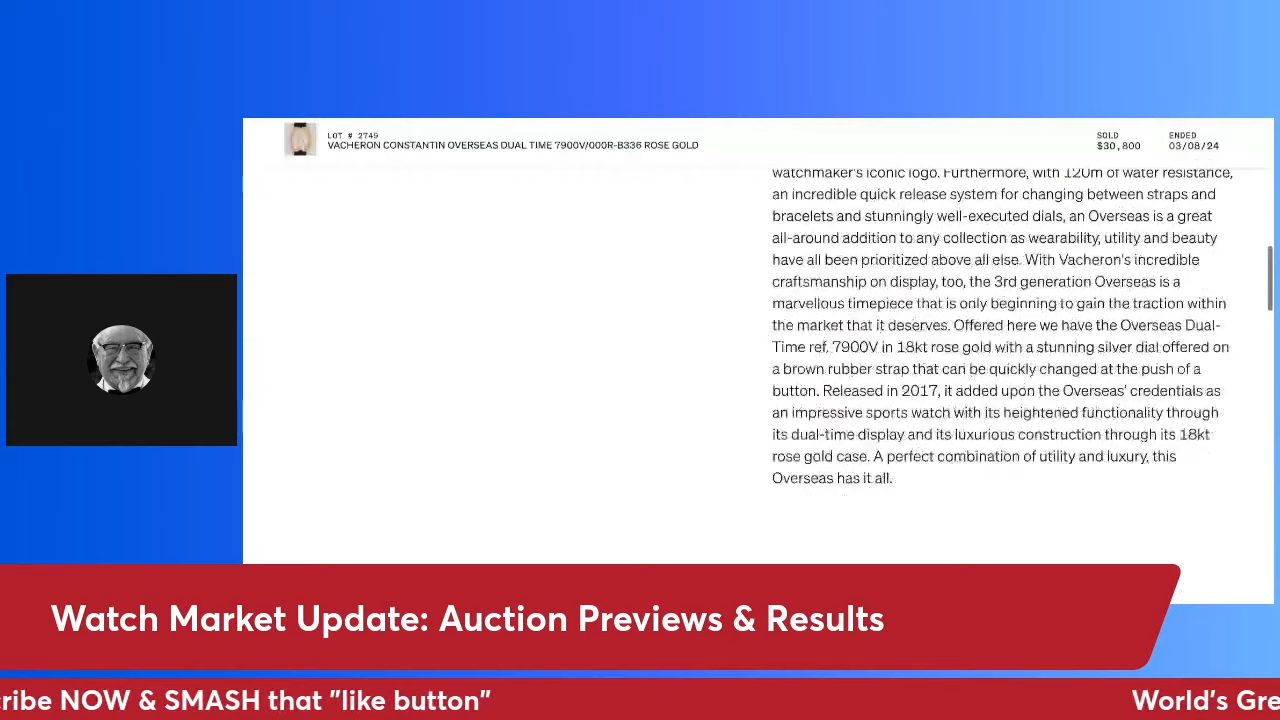 LOT # 2749
VACHERON CONSTANTIN OVERSEAS DUAL TIME 7900V/000R-B336 ROSE GOLD
SOLD
$30,800
ENDED
03/08/24
watchmaker's iconic logo. Furthermore, with 120m of water resistance,
an incredible quick release system for changing between straps and
bracelets and stunningly well-executed dials, an Overseas is a great
all-around addition to any collection as wearability, utility and beauty
have all been prioritized above all else. With Vacheron's incredible
craftsmanship on display, too, the 3rd generation Overseas is a
marvellous timepiece that is only beginning to gain the traction within
the market that it deserves. Offered here we have the Overseas Dual-
Time ref. 7900V in 18kt rose gold with a stunning silver dial offered on
a brown rubber strap that can be quickly changed at the push of a
button. Released in 2017, it added upon the Overseas' credentials as
an impressive sports watch with its heightened functionality through
its dual-time display and its luxurious construction through its 18kt
rose gold case. A perfect combination of utility and luxury, this
Overseas has it all.
Watch Market Update: Auction Previews & Results
cribe NOW & SMASH that "like button"
World's Gre